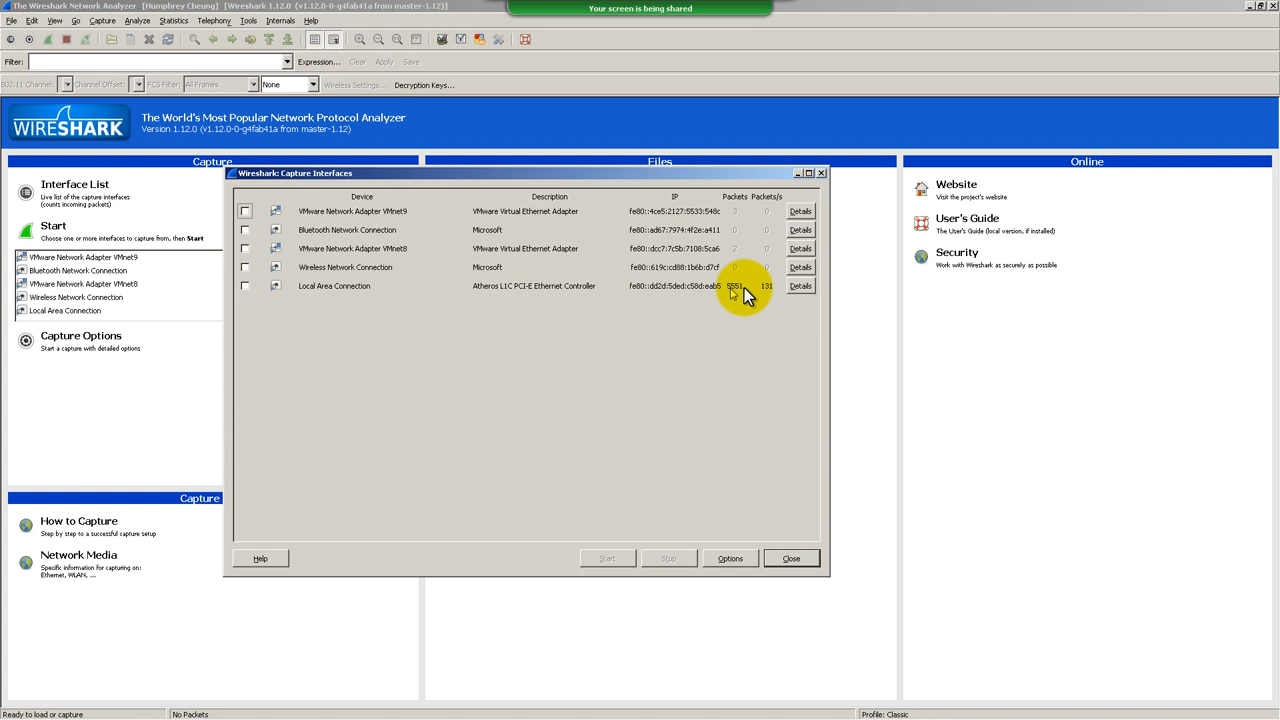 The Wireshark Network Analyzer [Humphrey Cheung] [Wireshark 1.12.0 (v1.12.0-0-g4fab41a from master-1.12)]
Your screen is being shared
File Edit View Go Capture Analyze Statistics Telephony Tools Internals Help
Filter: Expression... Clear Apply Save
802.11 Channel: Channel Offset: FCS Filter: All Frames None Wireless Settings... Decryption Keys...
WIRESHARK
The World's Most Popular Network Protocol Analyzer
Version 1.12.0 (v1.12.0-0-g4fab41a from master-1.12)
Capture
Interface List
Live list of the capture interfaces
(counts incoming packets)
Start
Choose one or more interfaces to capture from, then Start
VMware Network Adapter VMnet9
Bluetooth Network Connection
VMware Network Adapter VMnet8
Wireless Network Connection
Local Area Connection
Capture Options
Start a capture with detailed options
Capture
How to Capture
Step by step to a successful capture setup
Network Media
Specific information for capturing on:
Ethernet, WLAN, ...
Files
Wireshark: Capture Interfaces
Device Description IP Packets Packets/s
VMware Network Adapter VMnet9 VMware Virtual Ethernet Adapter fe80::4ce5:2127:5533:548c 3 0 Details
Bluetooth Network Connection Microsoft fe80::ad67:7974:4f2e:a411 0 0 Details
VMware Network Adapter VMnet8 VMware Virtual Ethernet Adapter fe80::dcc7:7c5b:7108:5ca6 2 0 Details
Wireless Network Connection Microsoft fe80::619c:cd88:1b6b:d7cf 0 0 Details
Local Area Connection Atheros L1C PCI-E Ethernet Controller fe80::dd2d:5ded:c58d:eab5 5551 131 Details
Help Start Stop Options Close
Online
Website
Visit the project's website
User's Guide
The User's Guide (local version, if installed)
Security
Work with Wireshark as securely as possible
Ready to load or capture No Packets Profile: Classic